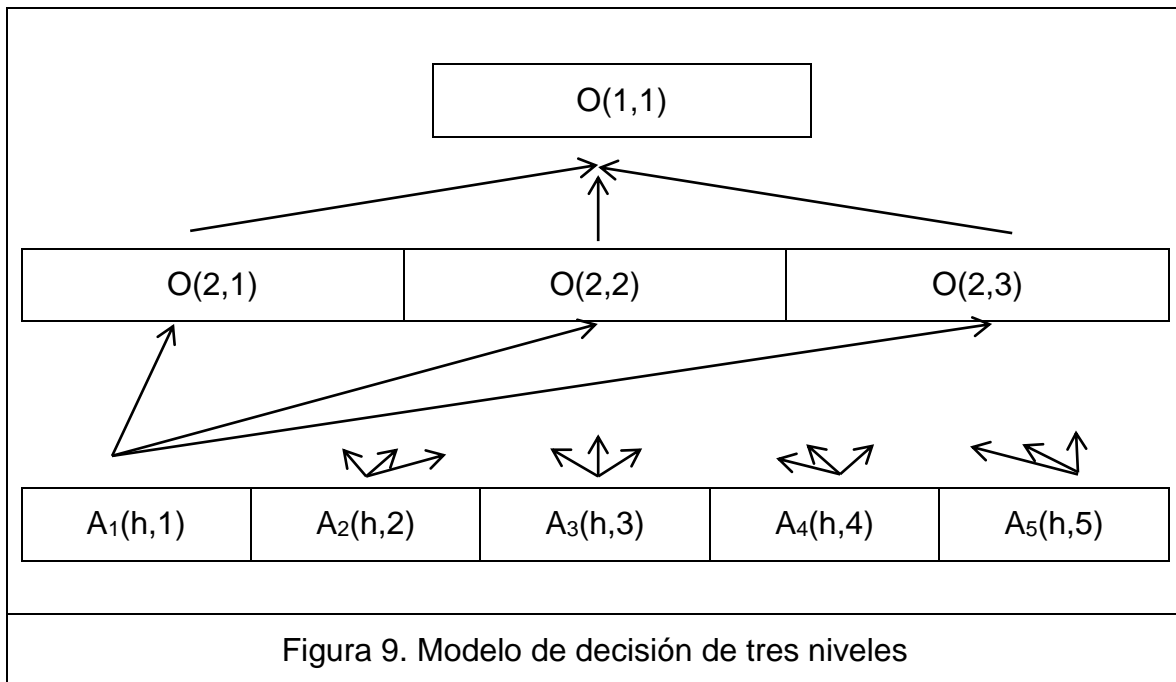 O(1,1)
O(2,1) O(2,2) O(2,3)
A₁(h,1) A₂(h,2) A₃(h,3) A₄(h,4) A₅(h,5)
Figura 9. Modelo de decisión de tres niveles